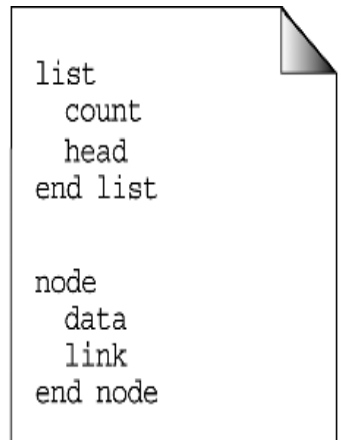 list
count
head
end list
node
data
link
end node